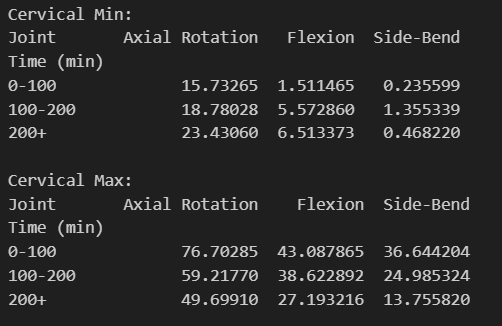 Cervical Min:
Joint Axial Rotation Flexion Side-Bend
Time (min)
0-100 15.73265 1.511465 0.235599
100-200 18.78028 5.572860 1.355339
200+ 23.43060 6.513373 0.468220
Cervical Max:
Joint Axial Rotation Flexion Side-Bend
Time (min)
0-100 76.70285 43.087865 36.644204
100-200 59.21770 38.622892 24.985324
200+ 49.69910 27.193216 13.755820